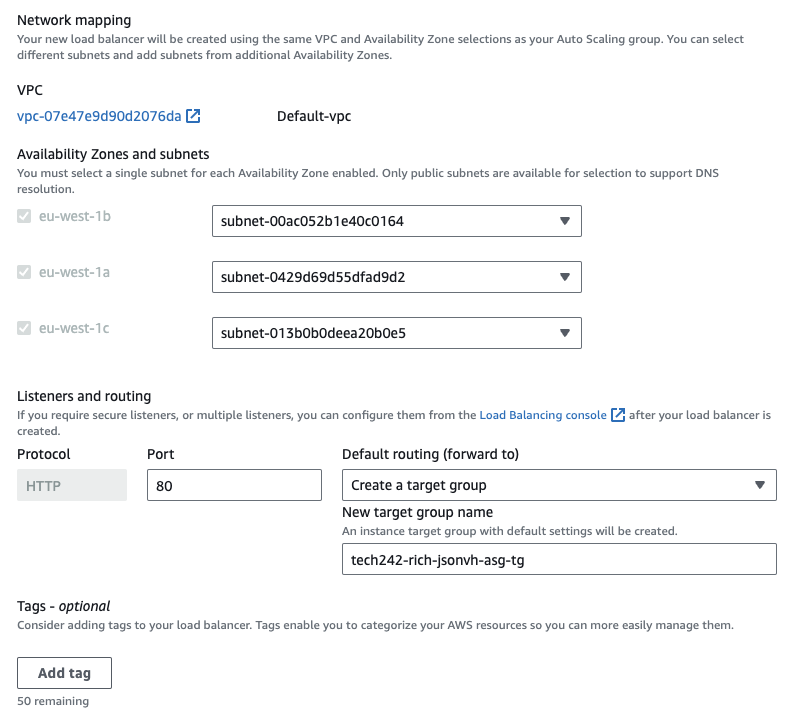 Network mapping
Your new load balancer will be created using the same VPC and Availability Zone selections as your Auto Scaling group. You can select
different subnets and add subnets from additional Availability Zones.
VPC
vpc-07e47e9d90d2076da Default-vpc
Availability Zones and subnets
You must select a single subnet for each Availability Zone enabled. Only public subnets are available for selection to support DNS
resolution.
eu-west-1b subnet-00ac052b1e40c0164
eu-west-1a subnet-0429d69d55dfad9d2
eu-west-1c subnet-013b0b0deea20b0e5
Listeners and routing
If you require secure listeners, or multiple listeners, you can configure them from the Load Balancing console after your load balancer is
created.
Protocol Port Default routing (forward to)
HTTP 80 Create a target group
New target group name
An instance target group with default settings will be created.
tech242-rich-jsonvh-asg-tg
Tags - optional
Consider adding tags to your load balancer. Tags enable you to categorize your AWS resources so you can more easily manage them.
Add tag
50 remaining